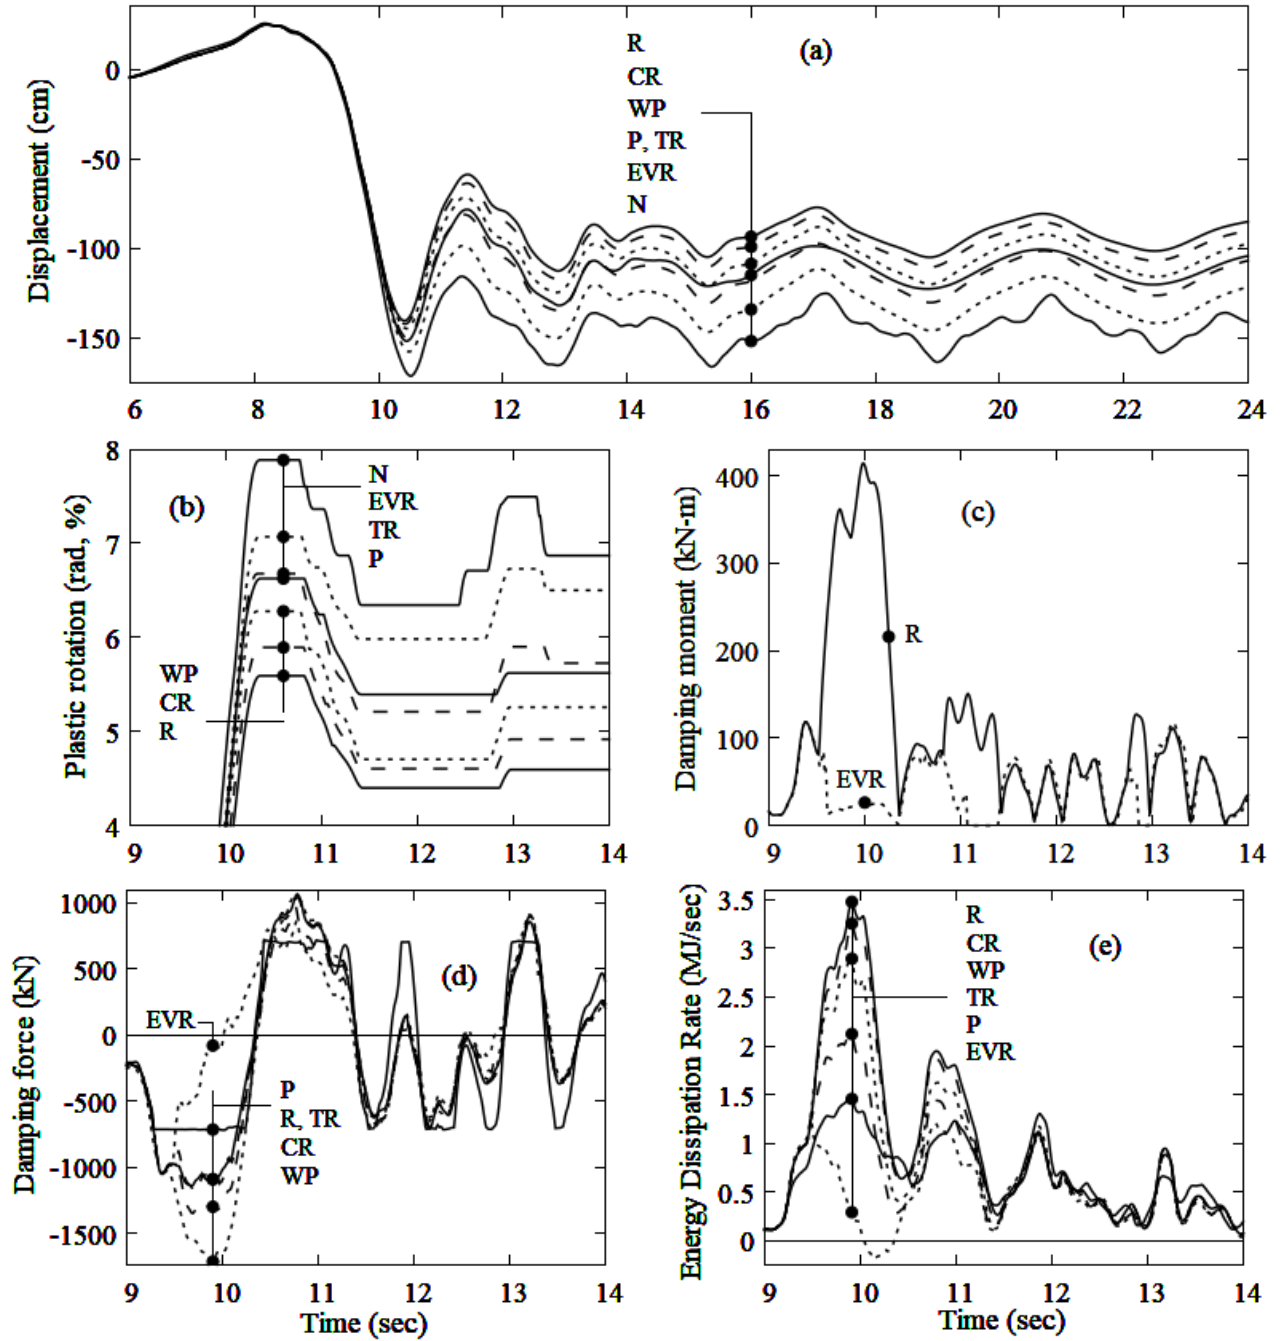 (a)
Displacement (cm)
0
-50
-100
-150
R
CR
WP
P, TR
EVR
N
6 8 10 12 14 16 18 20 22 24
(b)
Plastic rotation (rad, %)
8
7
6
5
4
N
EVR
TR
P
WP
CR
R
9 10 11 12 13 14
(c)
Damping moment (kN-m)
400
300
200
100
0
R
EVR
9 10 11 12 13 14
(d)
Damping force (kN)
1000
500
0
-500
-1000
-1500
EVR
P
R, TR
CR
WP
9 10 11 12 13 14
Time (sec)
(e)
Energy Dissipation Rate (MJ/sec)
3.5
3
2.5
2
1.5
1
0.5
0
R
CR
WP
TR
P
EVR
9 10 11 12 13 14
Time (sec)